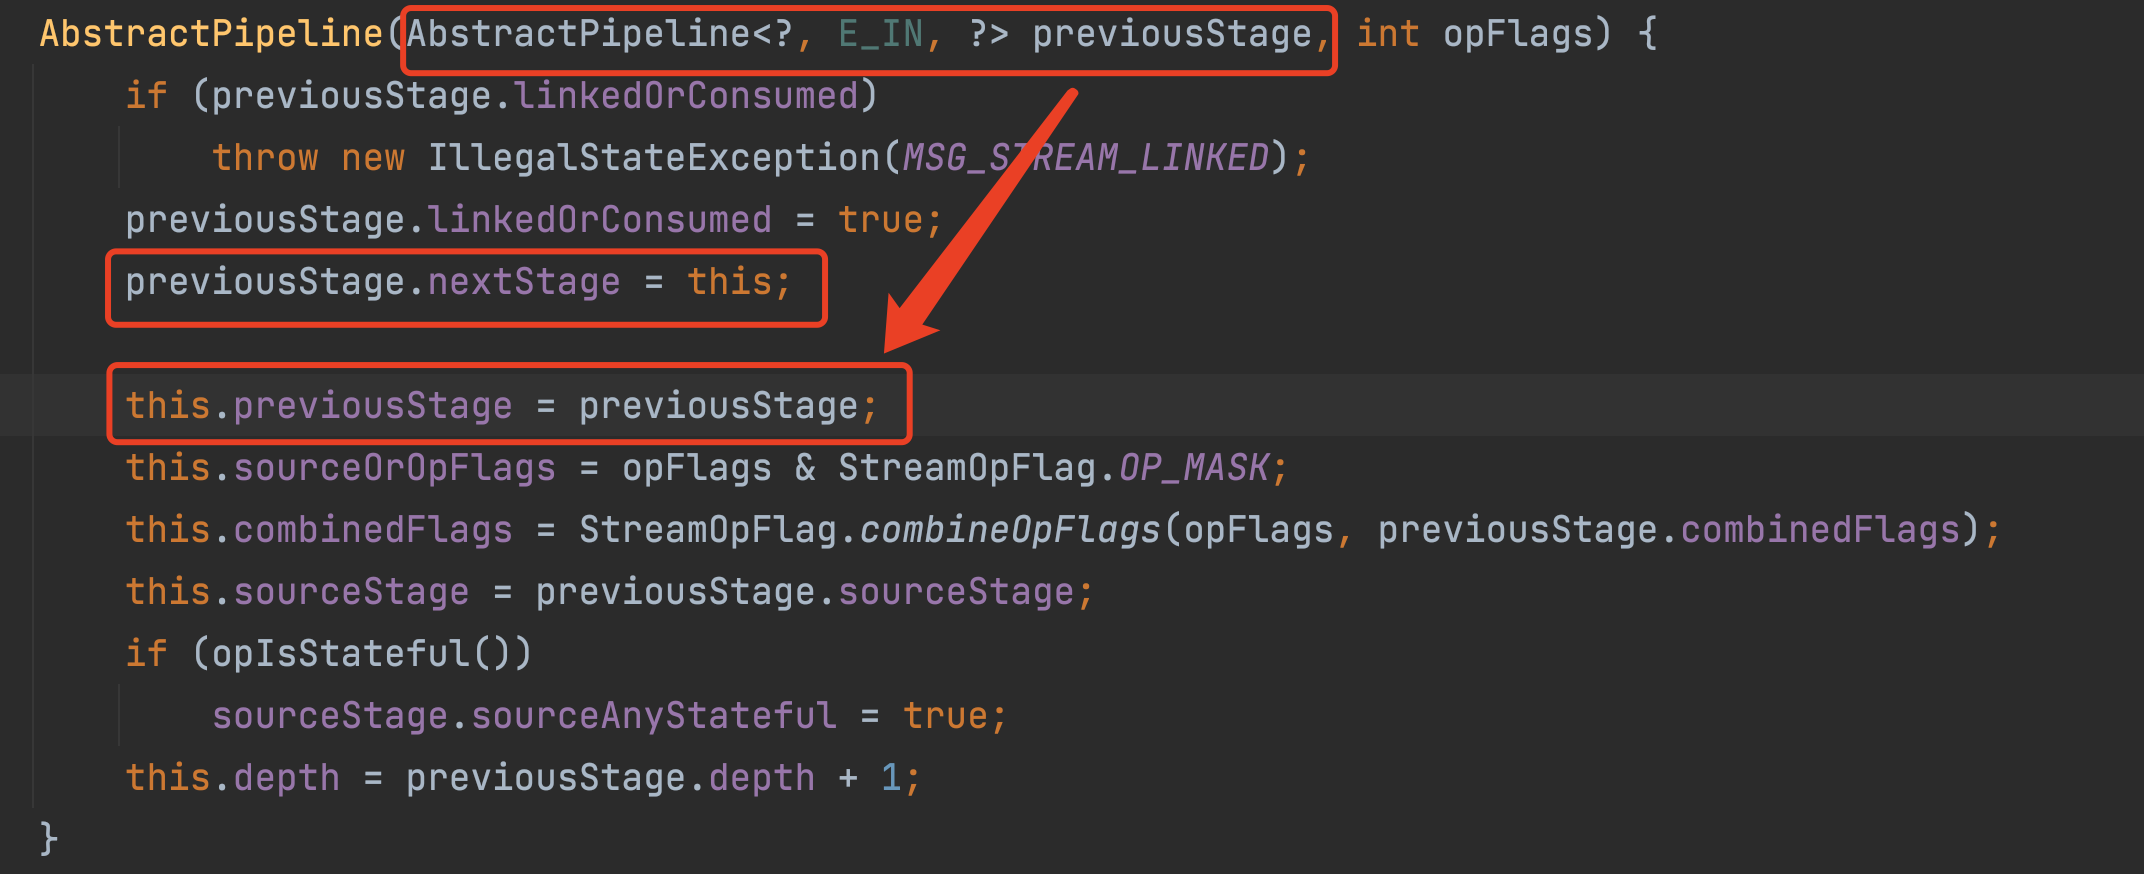 AbstractPipeline(AbstractPipeline<?, E_IN, ?> previousStage, int opFlags) {
if (previousStage.linkedOrConsumed)
throw new IllegalStateException(MSG_STREAM_LINKED);
previousStage.linkedOrConsumed = true;
previousStage.nextStage = this;
this.previousStage = previousStage;
this.sourceOrOpFlags = opFlags & StreamOpFlag.OP_MASK;
this.combinedFlags = StreamOpFlag.combineOpFlags(opFlags, previousStage.combinedFlags);
this.sourceStage = previousStage.sourceStage;
if (opIsStateful())
sourceStage.sourceAnyStateful = true;
this.depth = previousStage.depth + 1;
}